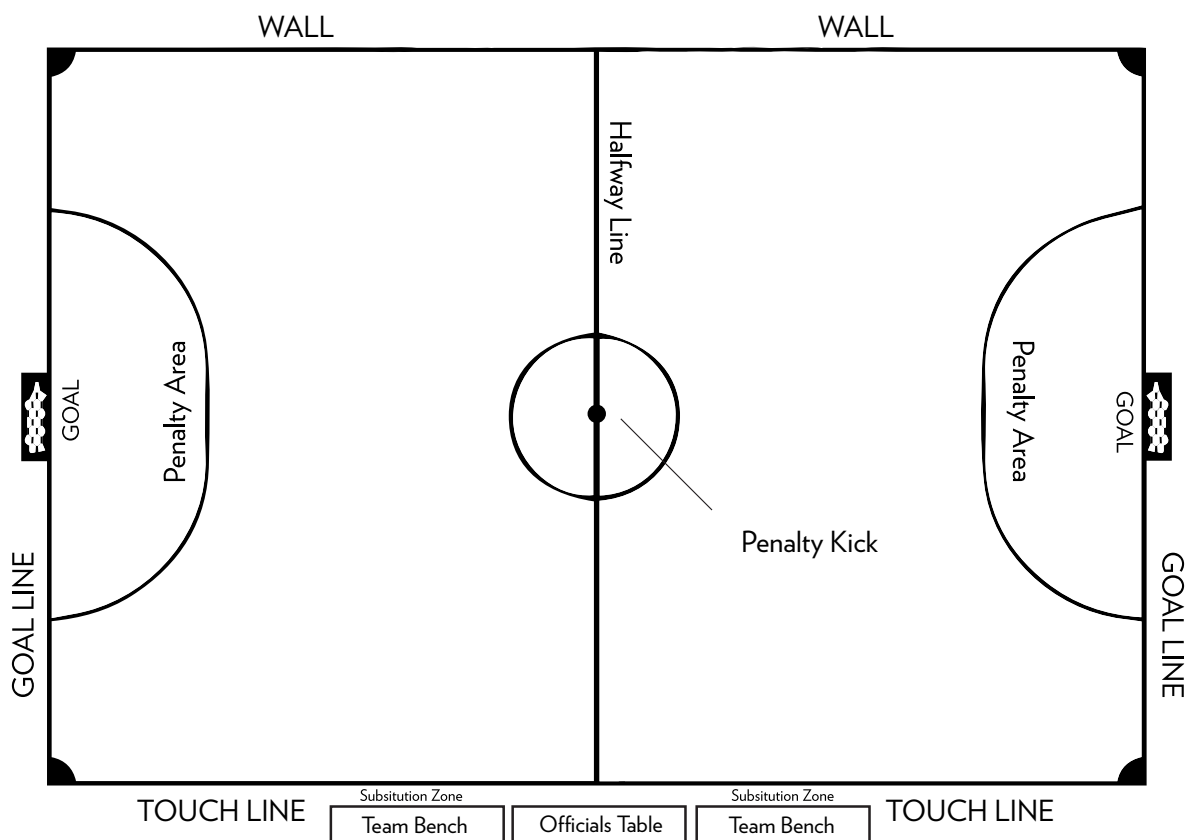 WALL
WALL
Halfway Line
Penalty Area
Penalty Area
GOAL
GOAL
Penalty Kick
GOAL LINE
GOAL LINE
TOUCH LINE
Subsitution Zone
Subsitution Zone
TOUCH LINE
Team Bench
Officials Table
Team Bench